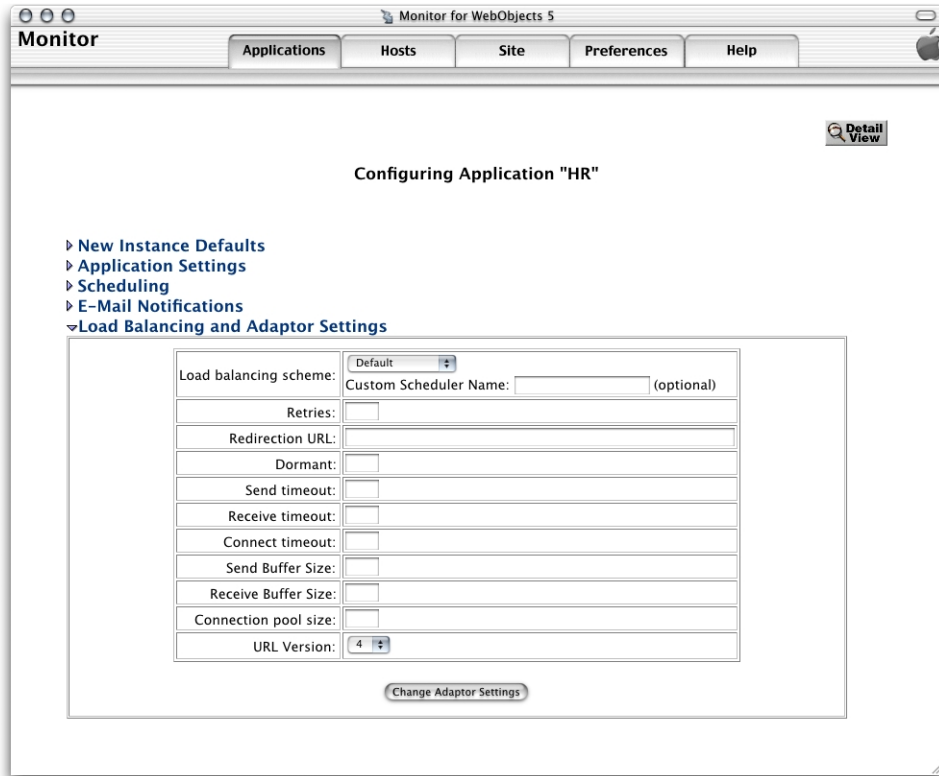 Monitor for WebObjects 5
Monitor
Applications
Hosts
Site
Preferences
Help
Detail View
Configuring Application "HR"
New Instance Defaults
Application Settings
Scheduling
E-Mail Notifications
Load Balancing and Adaptor Settings
Load balancing scheme: Default
Custom Scheduler Name: (optional)
Retries:
Redirection URL:
Dormant:
Send timeout:
Receive timeout:
Connect timeout:
Send Buffer Size:
Receive Buffer Size:
Connection pool size:
URL Version: 4
Change Adaptor Settings